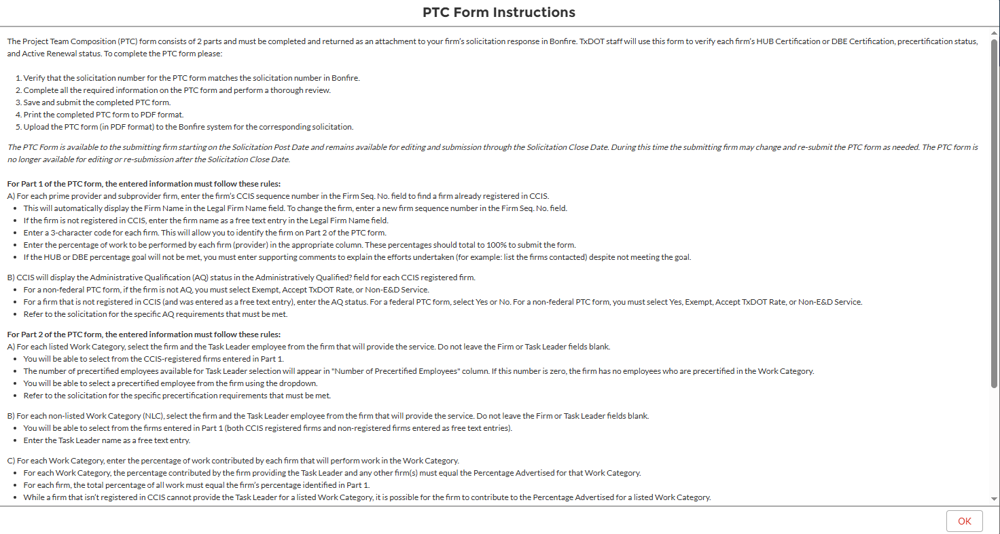 PTC Form Instructions
The Project Team Composition (PTC) form consists of 2 parts and must be completed and returned as an attachment to your firm's solicitation response in Bonfire. TxDOT staff will use this form to verify each firm's HUB Certification or DBE Certification, precertification status,
and Active Renewal status. To complete the PTC form please:
1. Verify that the solicitation number for the PTC form matches the solicitation number in Bonfire.
2. Complete all the required information on the PTC form and perform a thorough review.
3. Save and submit the completed PTC form.
4. Print the completed PTC form to PDF format.
5. Upload the PTC form (in PDF format) to the Bonfire system for the corresponding solicitation.
The PTC Form is available to the submitting firm starting on the Solicitation Post Date and remains available for editing and submission through the Solicitation Close Date. During this time the submitting firm may change and re-submit the PTC form as needed. The PTC form is
no longer available for editing or re-submission after the Solicitation Close Date.
For Part 1 of the PTC form, the entered information must follow these rules:
A) For each prime provider and subprovider firm, enter the firm's CCIS sequence number in the Firm Seq. No. field to find a firm already registered in CCIS.
• This will automatically display the Firm Name in the Legal Firm Name field. To change the firm, enter a new firm sequence number in the Firm Seq. No. field.
• If the firm is not registered in CCIS, enter the firm name as a free text entry in the Legal Firm Name field.
• Enter a 3-character code for each firm. This will allow you to identify the firm on Part 2 of the PTC form.
• Enter the percentage of work to be performed by each firm (provider) in the appropriate column. These percentages should total to 100% to submit the form.
• If the HUB or DBE percentage goal will not be met, you must enter supporting comments to explain the efforts undertaken (for example: list the firms contacted) despite not meeting the goal.
B) CCIS will display the Administrative Qualification (AQ) status in the Administratively Qualified? field for each CCIS registered firm.
• For a non-federal PTC form, if the firm is not AQ, you must select Exempt, Accept TxDOT Rate, or Non-E&D Service.
• For a firm that is not registered in CCIS (and was entered as a free text entry), enter the AQ status. For a federal PTC form, select Yes or No. For a non-federal PTC form, you must select Yes, Exempt, Accept TxDOT Rate, or Non-E&D Service.
• Refer to the solicitation for the specific AQ requirements that must be met.
For Part 2 of the PTC form, the entered information must follow these rules:
A) For each listed Work Category, select the firm and the Task Leader employee from the firm that will provide the service. Do not leave the Firm or Task Leader fields blank.
• You will be able to select from the CCIS-registered firms entered in Part 1.
• The number of precertified employees available for Task Leader selection will appear in "Number of Precertified Employees" column. If this number is zero, the firm has no employees who are precertified in the Work Category.
• You will be able to select a precertified employee from the firm using the dropdown.
• Refer to the solicitation for the specific precertification requirements that must be met.
B) For each non-listed Work Category (NLC), select the firm and the Task Leader employee from the firm that will provide the service. Do not leave the Firm or Task Leader fields blank.
• You will be able to select from the firms entered in Part 1 (both CCIS registered firms and non-registered firms entered as free text entries).
• Enter the Task Leader name as a free text entry.
C) For each Work Category, enter the percentage of work contributed by each firm that will perform work in the Work Category.
• For each Work Category, the percentage contributed by the firm providing the Task Leader and any other firm(s) must equal the Percentage Advertised for that Work Category.
• For each firm, the total percentage of all work must equal the firm's percentage identified in Part 1.
• While a firm that isn't registered in CCIS cannot provide the Task Leader for a listed Work Category, it is possible for the firm to contribute to the Percentage Advertised for a listed Work Category.
OK